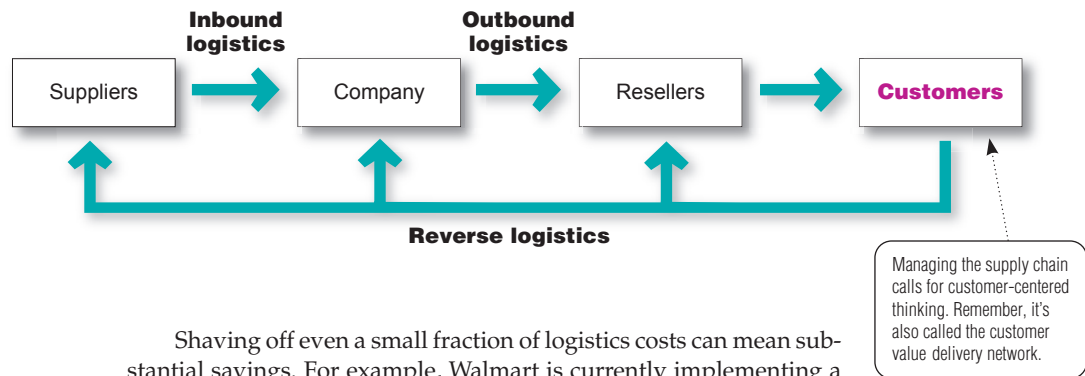 Inbound
logistics
Outbound
logistics
Suppliers
Company
Resellers
Customers
Reverse logistics
Managing the supply chain
calls for customer-centered
thinking. Remember, it's
also called the customer
value delivery network.
Shaving off even a small fraction of logistics costs can mean sub-
stantial savings. For example, Walmart is currently implementing a